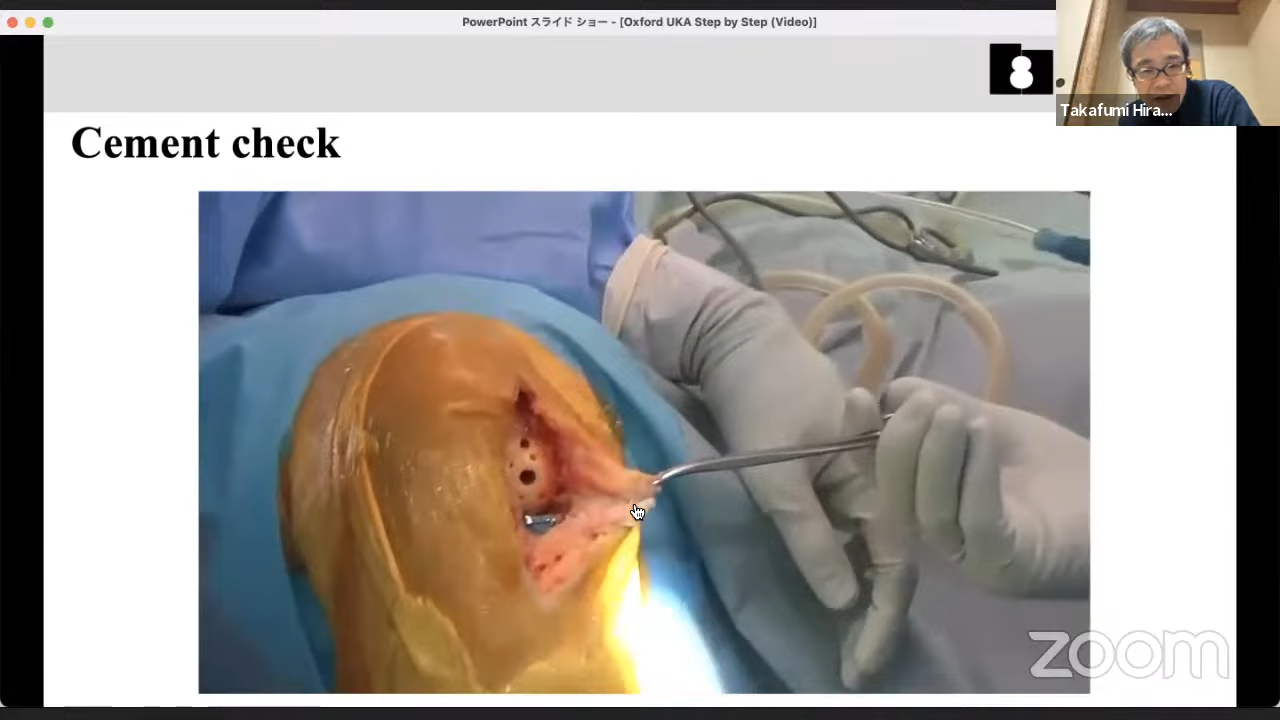 PowerPoint スライド ショー - [Oxford UKA Step by Step (Video)]
Takafumi Hira...
Cement check
zoom